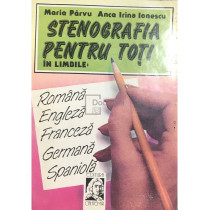 Maria Pârvu Anca Irina Ionescu
STENOGRAFIA
PENTRU TOȚI
ÎN LIMBILE:
Română
Engleză
Franceză
Germană
Spaniolă